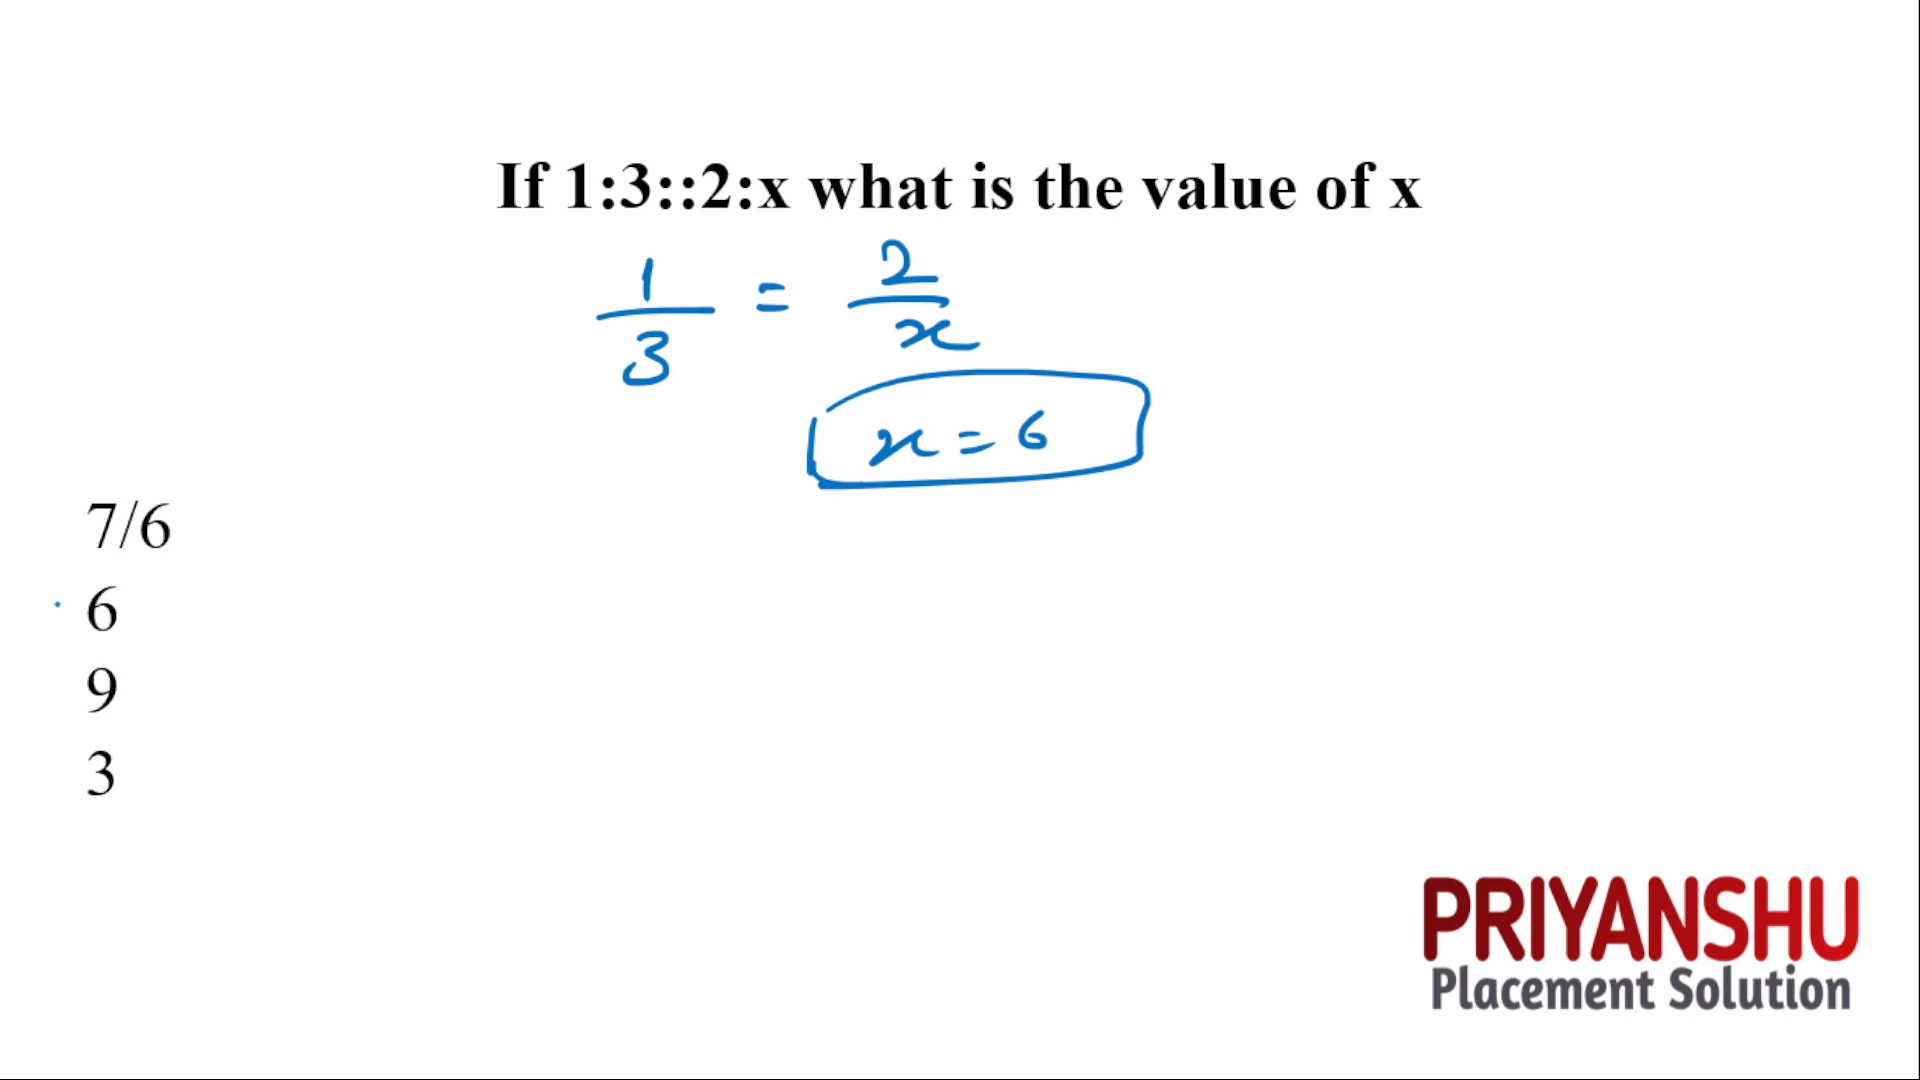 If 1:3::2:x what is the value of x
1/3 = 2/x
x = 6
7/6
6
9
3
PRIYANSHU
Placement Solution